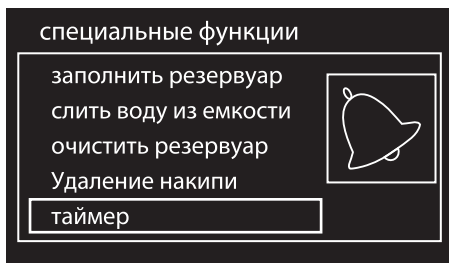 специальные функции
заполнить резервуар
слить воду из емкости
очистить резервуар
Удаление накипи
таймер